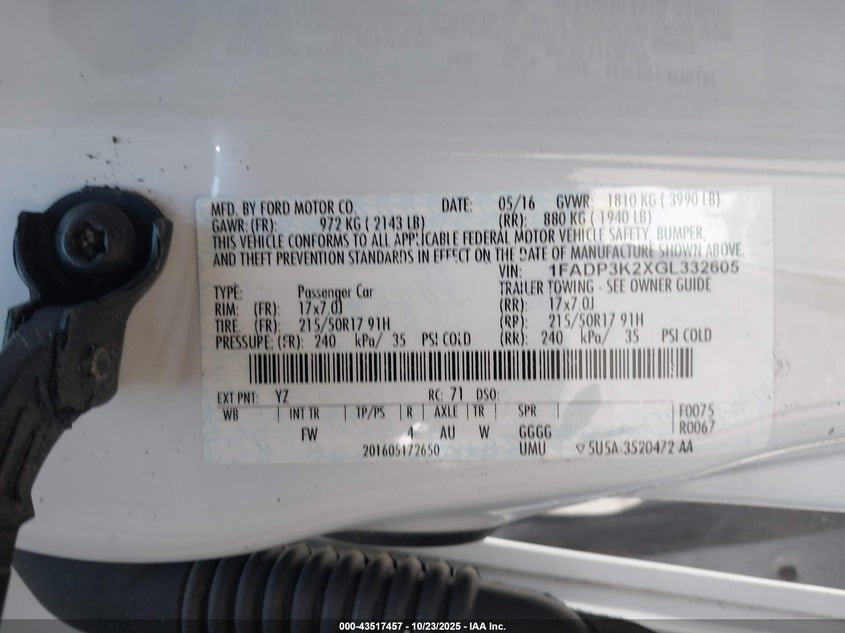 MFD. BY FORD MOTOR CO. DATE: 05/16 GVWR: 1810 KG ( 3990 LB)
GAWR: (FR): 972 KG ( 2143 LB) (RR): 880 KG ( 1940 LB)
THIS VEHICLE CONFORMS TO ALL APPLICABLE FEDERAL MOTOR VEHICLE SAFETY, BUMPER,
AND THEFT PREVENTION STANDARDS IN EFFECT ON THE DATE OF MANUFACTURE SHOWN ABOVE.
VIN: 1FADP3K2XGL332605
TYPE: Passenger Car TRAILER TOWING - SEE OWNER GUIDE
RIM: (FR): 17x7.0J (RR): 17x7.0J
TIRE: (FR): 215/50R17 91H (RR): 215/50R17 91H
PRESSURE: (FR): 240 kPa/ 35 PSI COLD (RR): 240 kPa/ 35 PSI COLD
EXT PNT: YZ RC: 71 DSO:
WB INT TR TP/PS R AXLE TR SPR F0075
FW 4 AU W GGGG R0067
201605172650 UMU ▽5U5A 3520472 AA
000-43517457 - 10/23/2025 - IAA Inc.